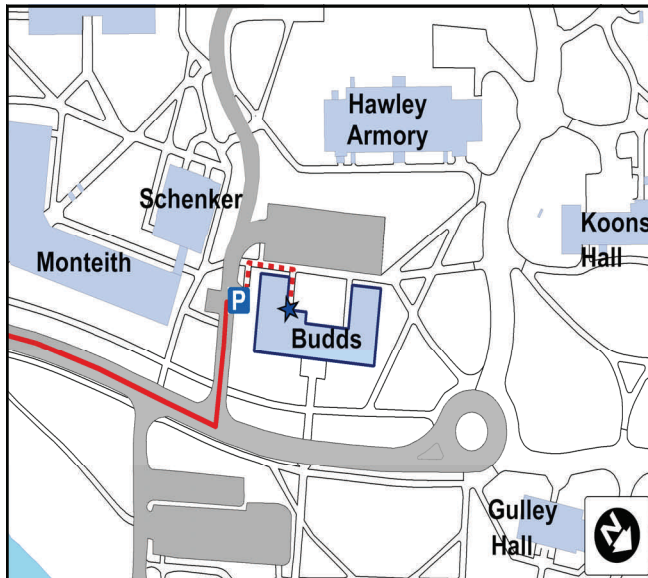 Hawley
Armory
Schenker
Koons
Hall
Monteith
P
Budds
Gulley
Hall
N